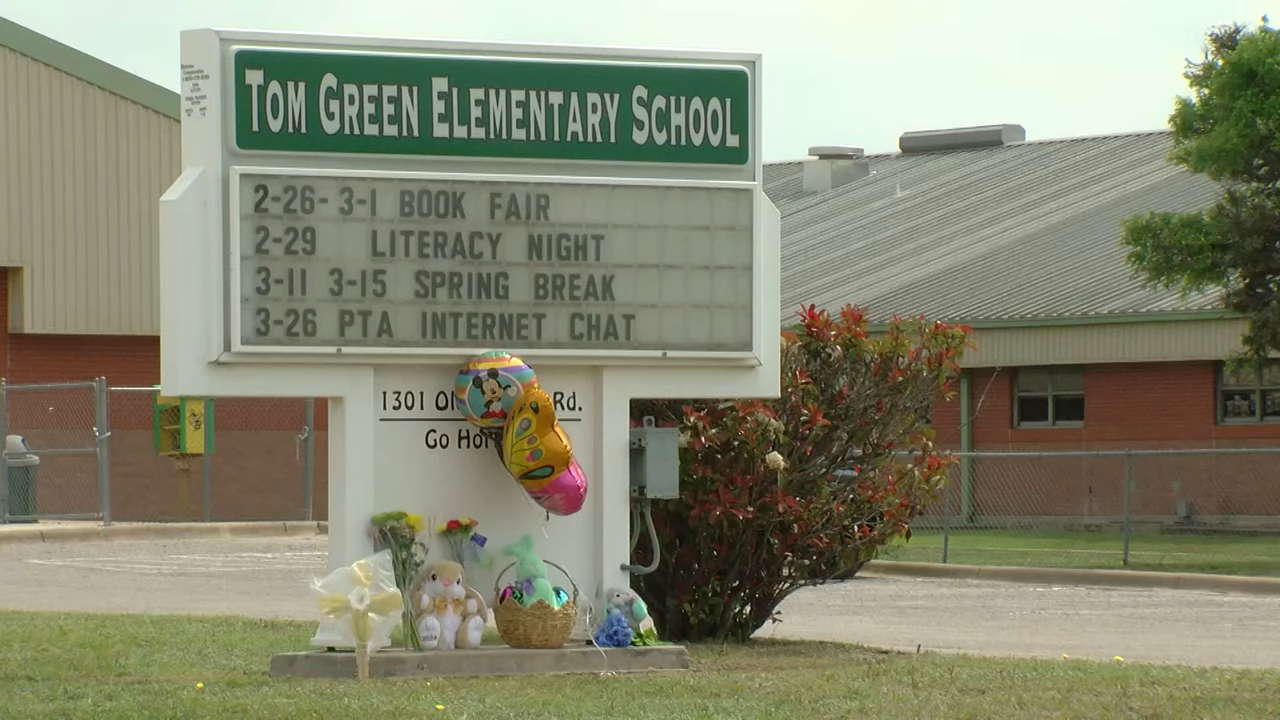 TOM GREEN ELEMENTARY SCHOOL
2-26- 3-1 BOOK FAIR
2-29 LITERACY NIGHT
3-11 3-15 SPRING BREAK
3-26 PTA INTERNET CHAT
1301 Rd.
Go